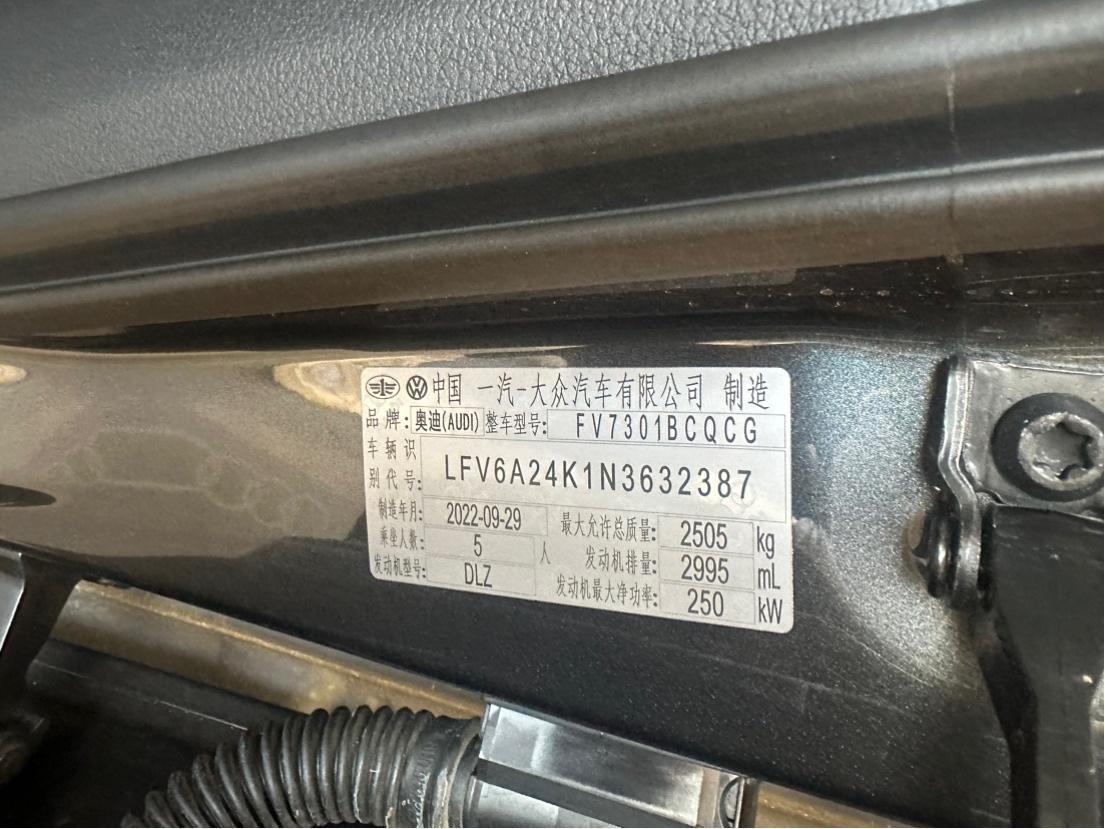 中国 一汽-大众汽车有限公司 制造
品牌: 奥迪(AUDI) 整车型号: FV7301BCQCG
车辆识别代号: LFV6A24K1N3632387
制造年月: 2022-09-29 最大允许总质量: 2505 kg
乘坐人数: 5 人 发动机排量: 2995 mL
发动机型号: DLZ 发动机最大净功率: 250 kW